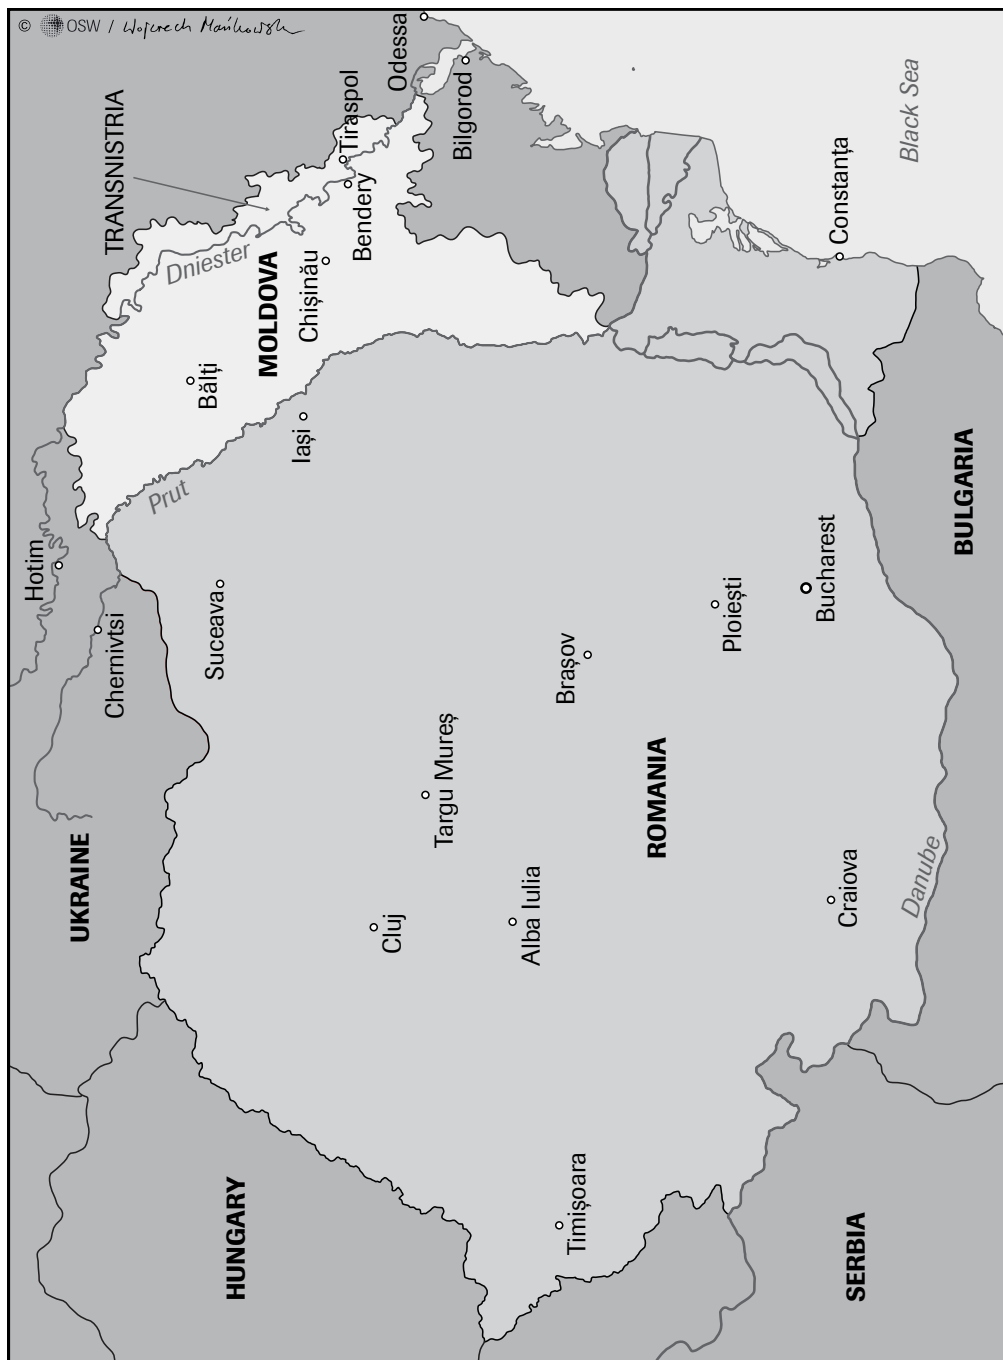 © OSW / Wojciech Mańkowski
TRANSNISTRIA
Tiraspol
Odessa
Bilgorod
Black Sea
Dniester
MOLDOVA
Chișinău
Bendery
Constanța
Bălți
Iași
Prut
Hotim
Chernivtsi
Suceava
BULGARIA
Bucharest
Ploiești
Brașov
Targu Mureș
ROMANIA
UKRAINE
Cluj
Alba Iulia
Craiova
Danube
HUNGARY
Timișoara
SERBIA